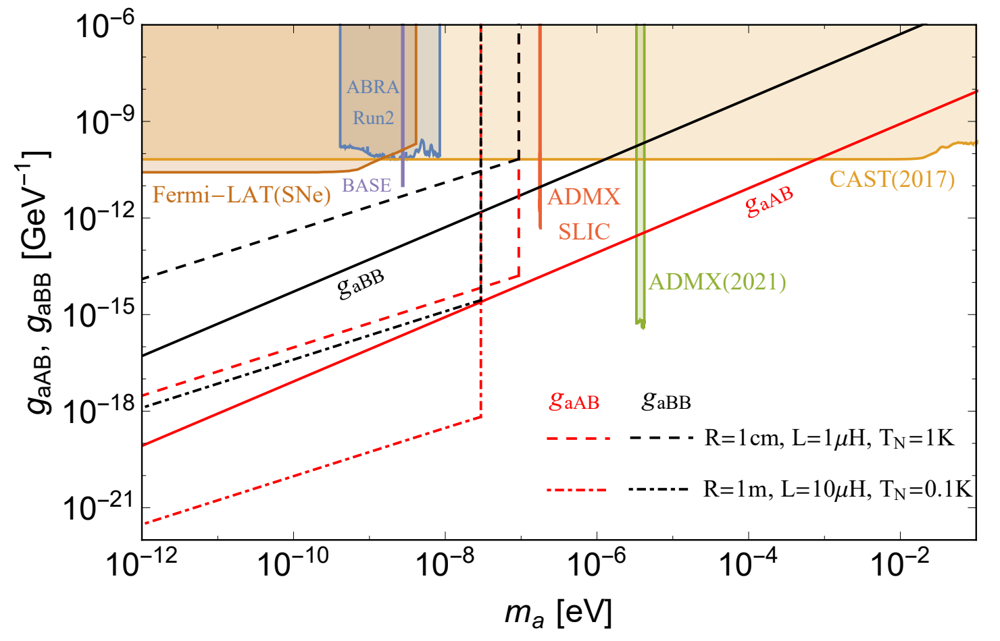 10⁻⁶
10⁻⁹
10⁻¹²
10⁻¹⁵
10⁻¹⁸
10⁻²¹
g_aAB, g_aBB [GeV⁻¹]
ABRA
Run2
BASE
Fermi−LAT(SNe)
CAST(2017)
ADMX
SLIC
g_aAB
g_aBB
ADMX(2021)
g_aAB g_aBB
R=1cm, L=1μH, T_N=1K
R=1m, L=10μH, T_N=0.1K
10⁻¹² 10⁻¹⁰ 10⁻⁸ 10⁻⁶ 10⁻⁴ 10⁻²
m_a [eV]